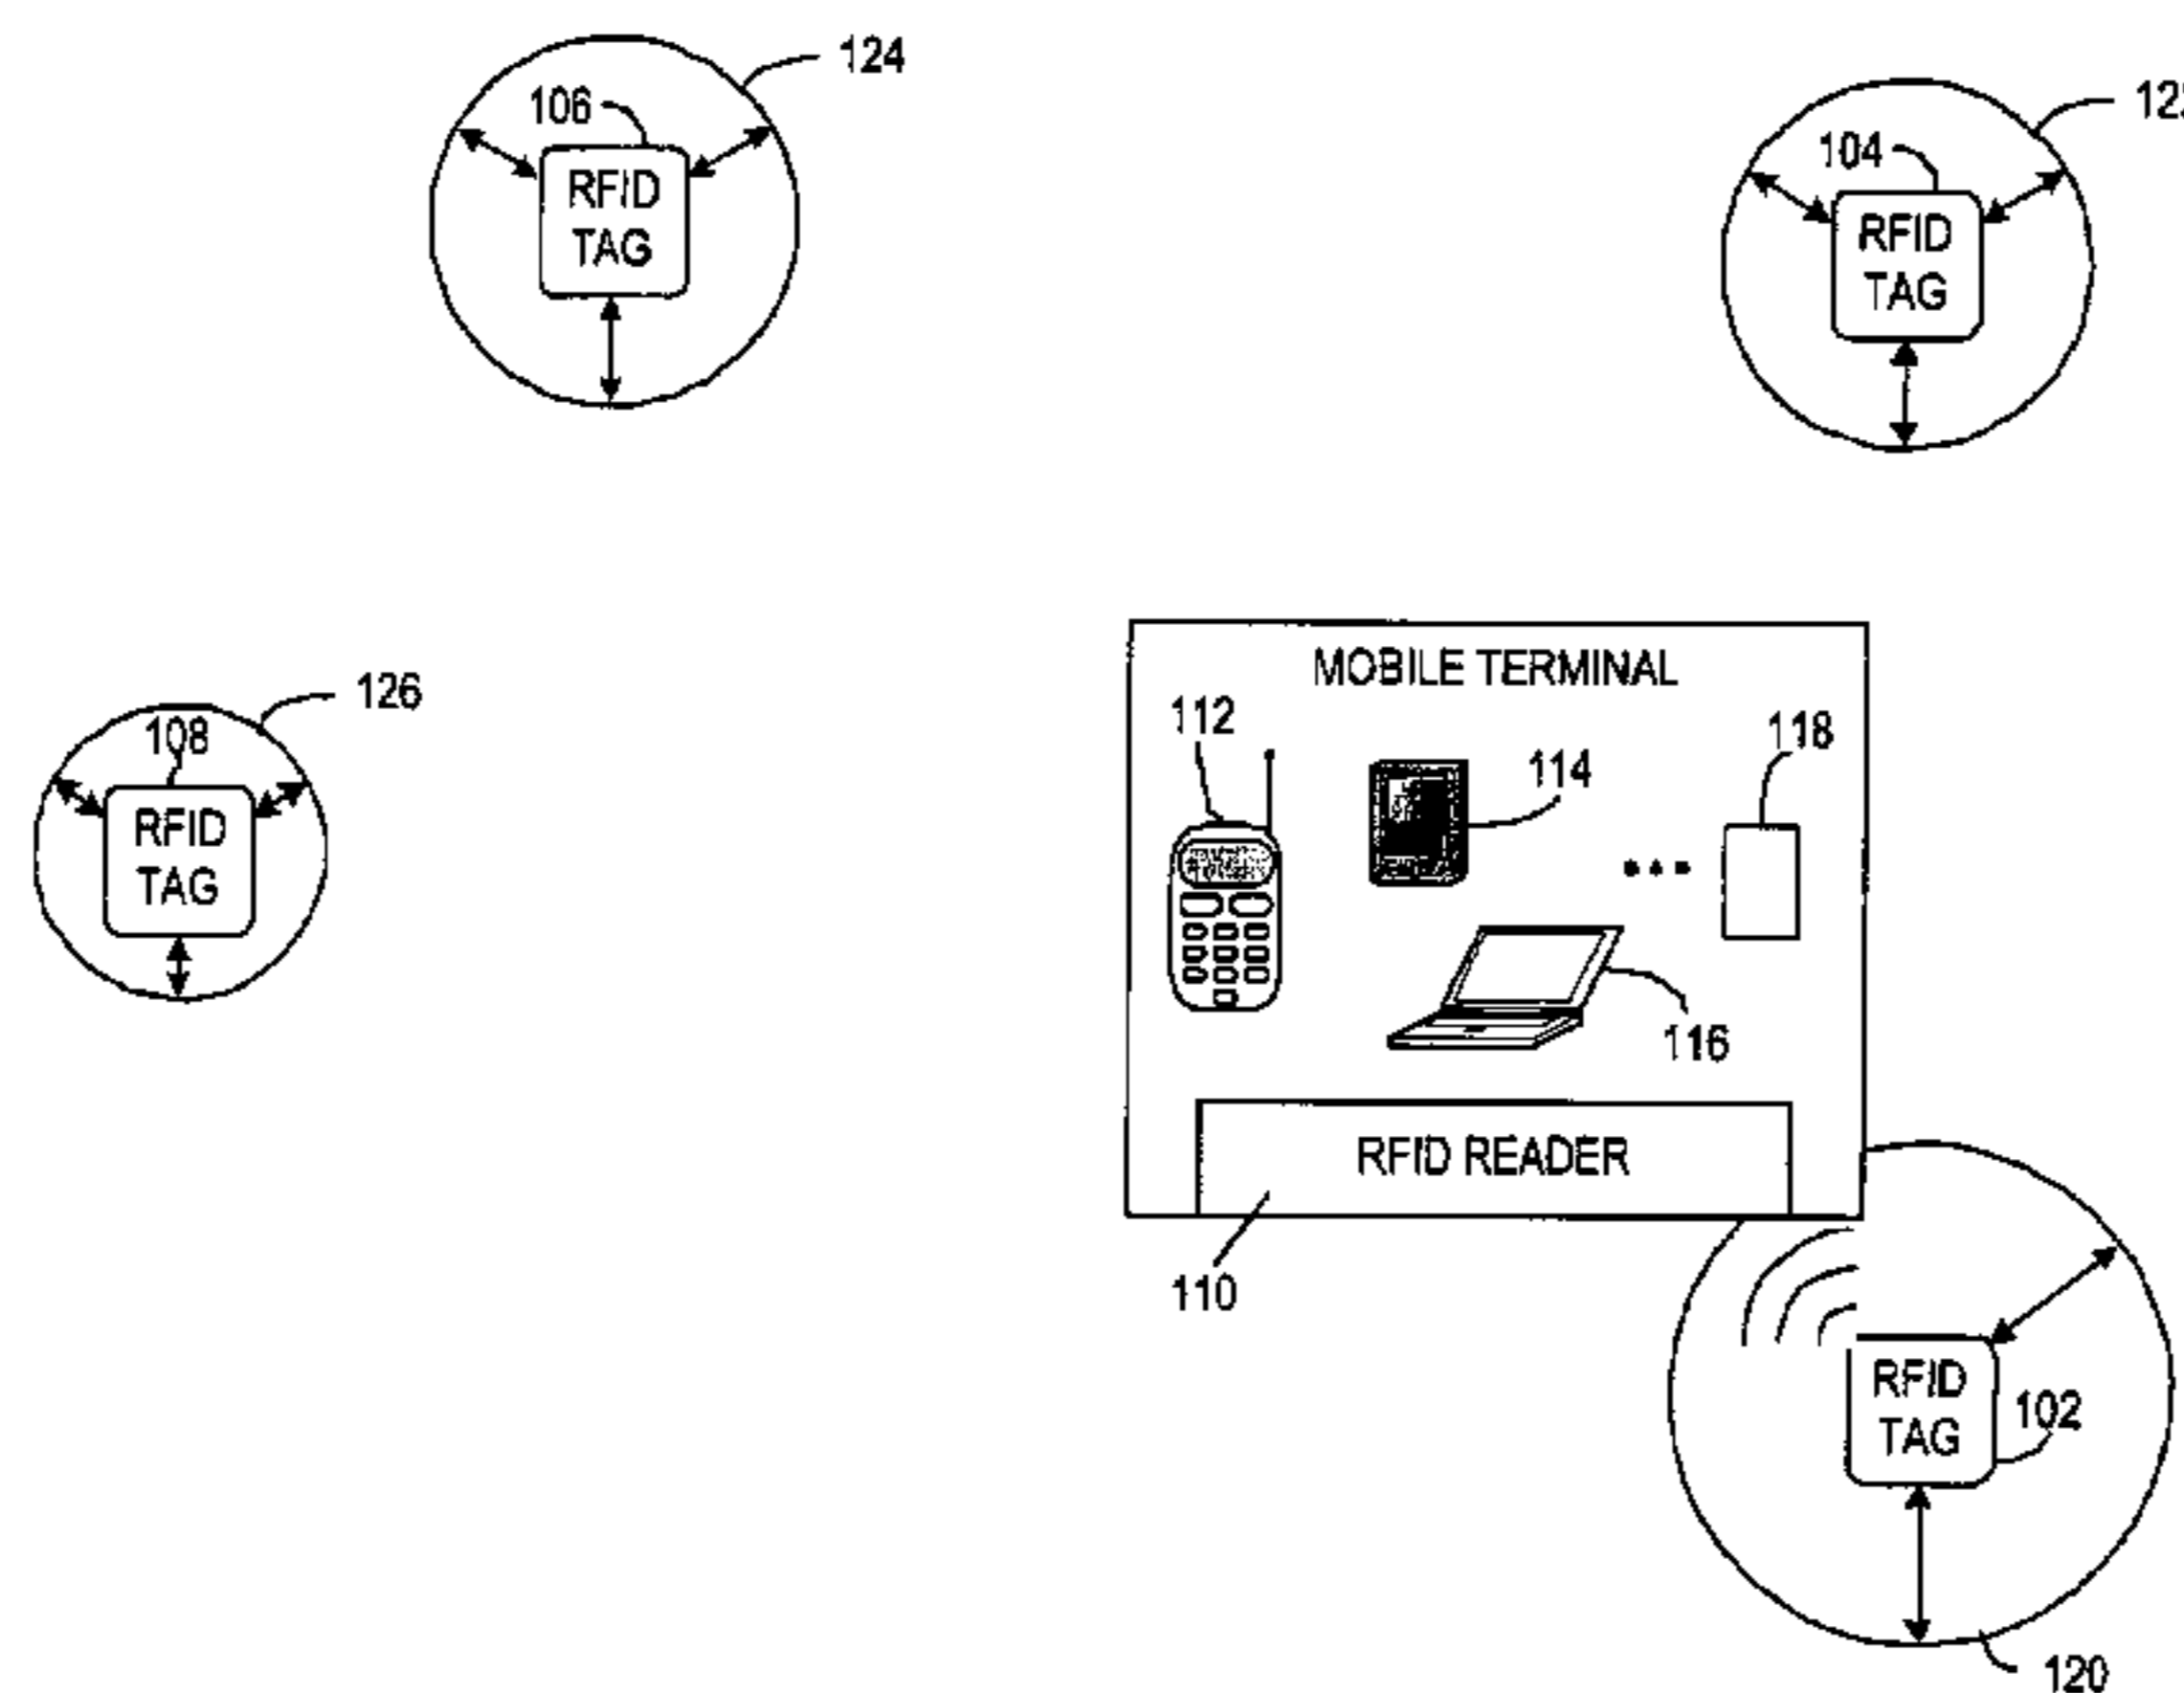 124
106
RFID
TAG
104
RFID
TAG
126
108
RFID
TAG
MOBILE TERMINAL
112
114
118
116
RFID READER
110
RFID
TAG
102
120